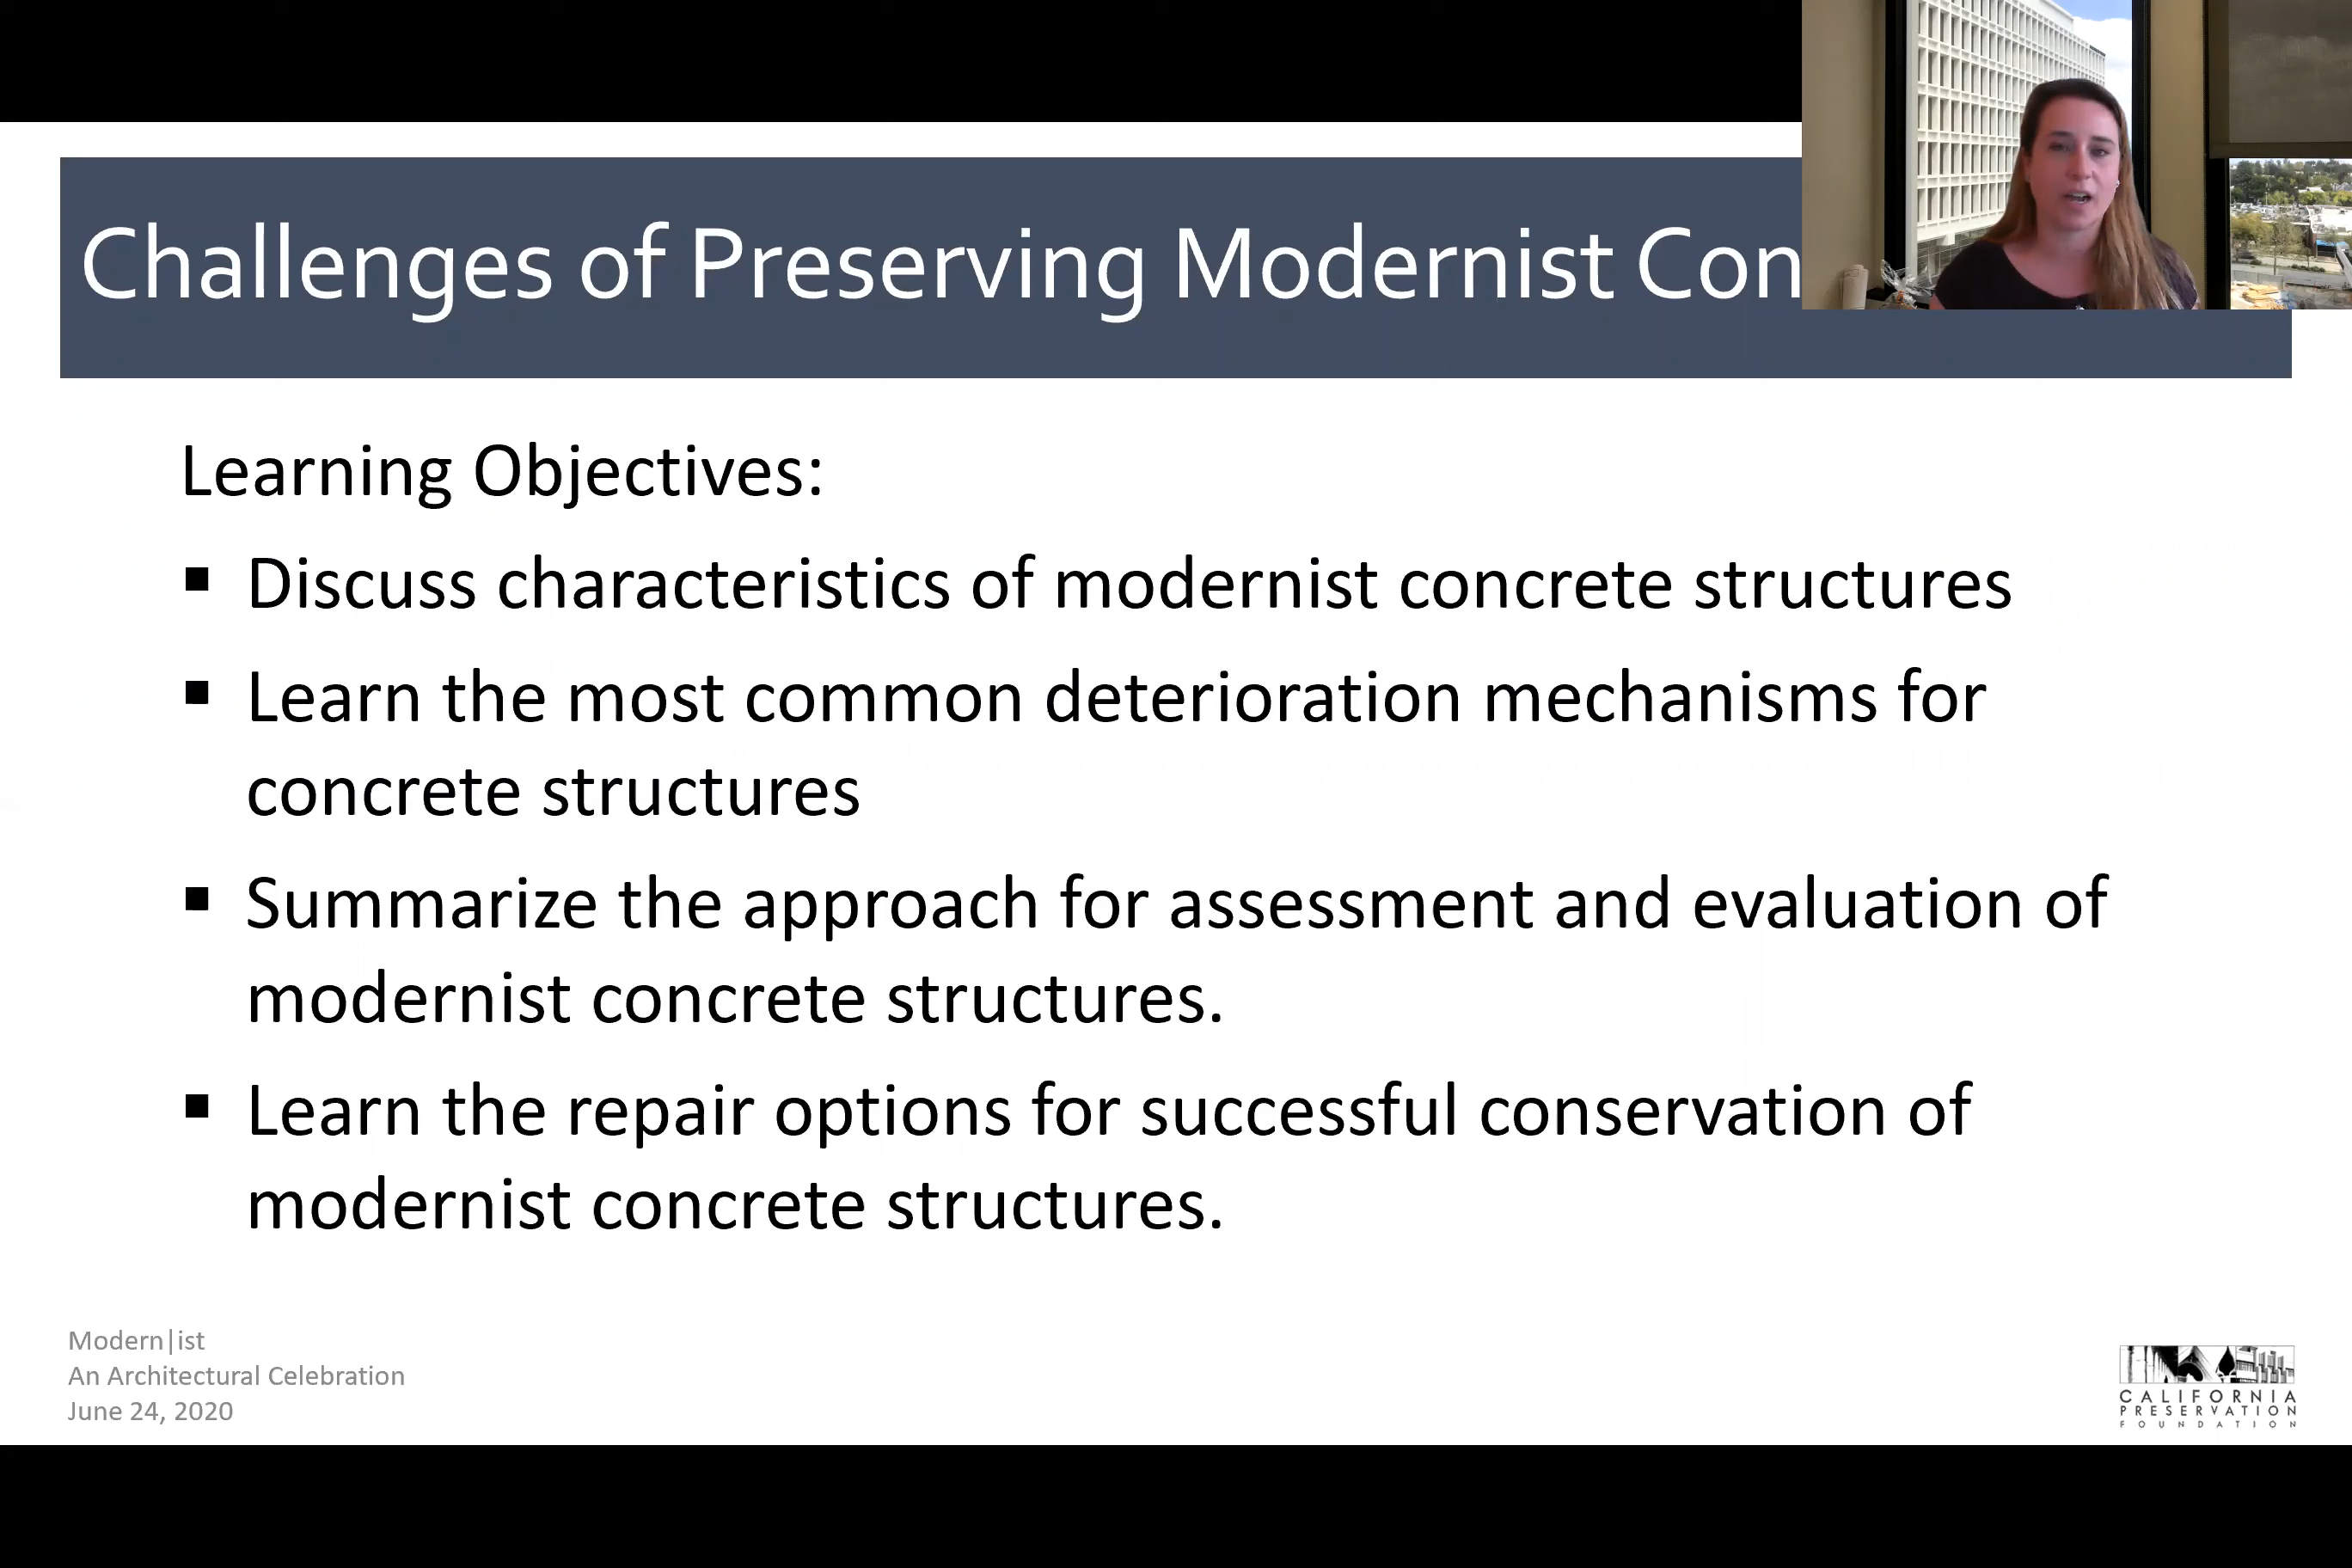 Challenges of Preserving Modernist Con
Learning Objectives:
▪ Discuss characteristics of modernist concrete structures
▪ Learn the most common deterioration mechanisms for
concrete structures
▪ Summarize the approach for assessment and evaluation of
modernist concrete structures.
▪ Learn the repair options for successful conservation of
modernist concrete structures.
Modern|ist
An Architectural Celebration
June 24, 2020
CALIFORNIA
PRESERVATION
FOUNDATION